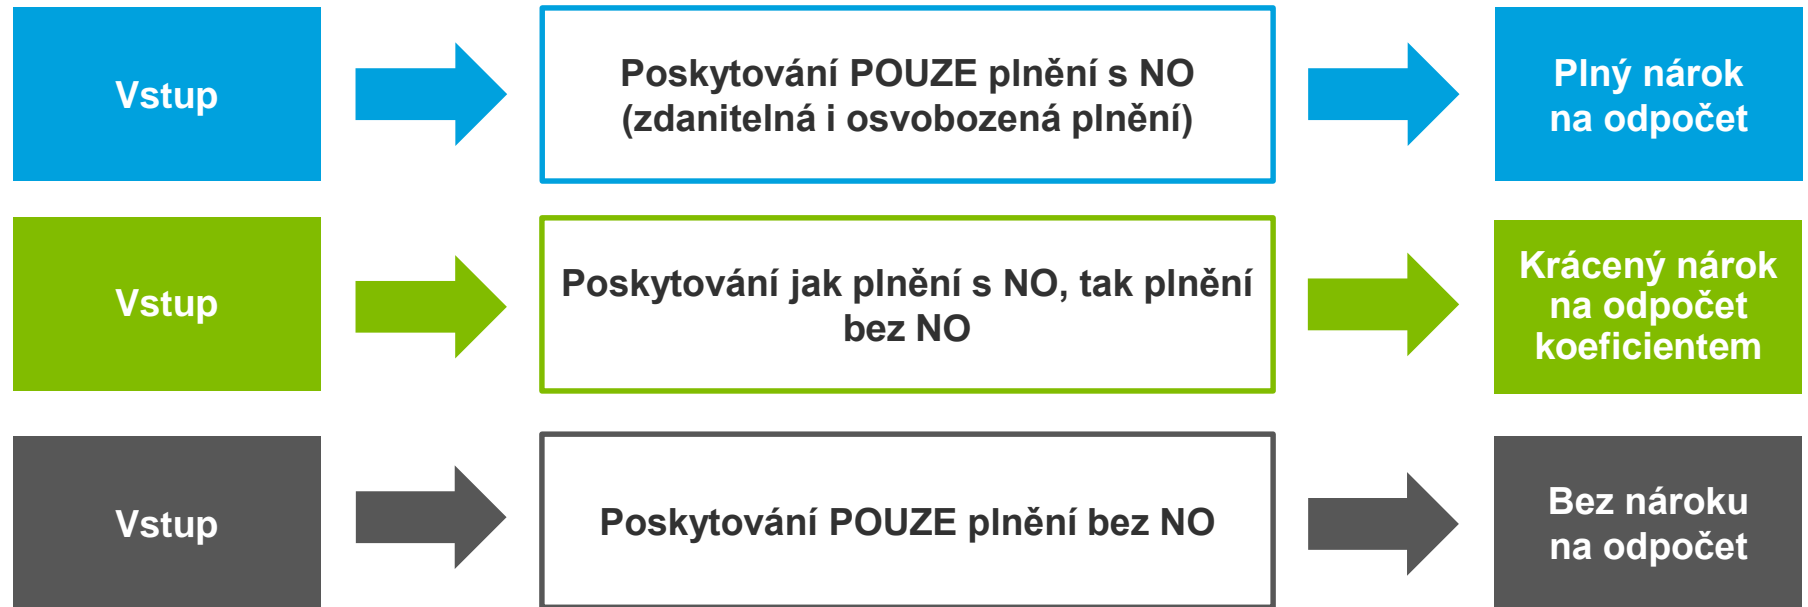 Vstup
Poskytování POUZE plnění s NO
(zdanitelná i osvobozená plnění)
Plný nárok
na odpočet
Vstup
Poskytování jak plnění s NO, tak plnění
bez NO
Krácený nárok
na odpočet
koeficientem
Vstup
Poskytování POUZE plnění bez NO
Bez nároku
na odpočet